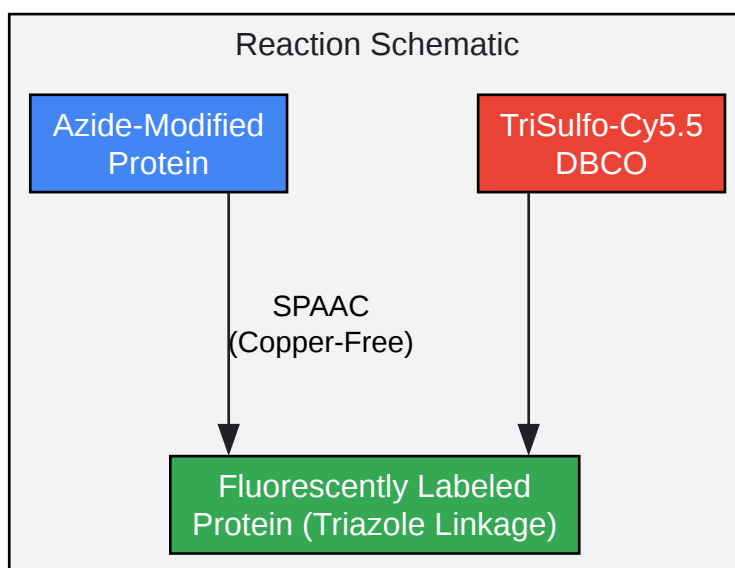 Reaction Schematic
Azide-Modified
Protein
TriSulfo-Cy5.5
DBCO
SPAAC
(Copper-Free)
Fluorescently Labeled
Protein (Triazole Linkage)